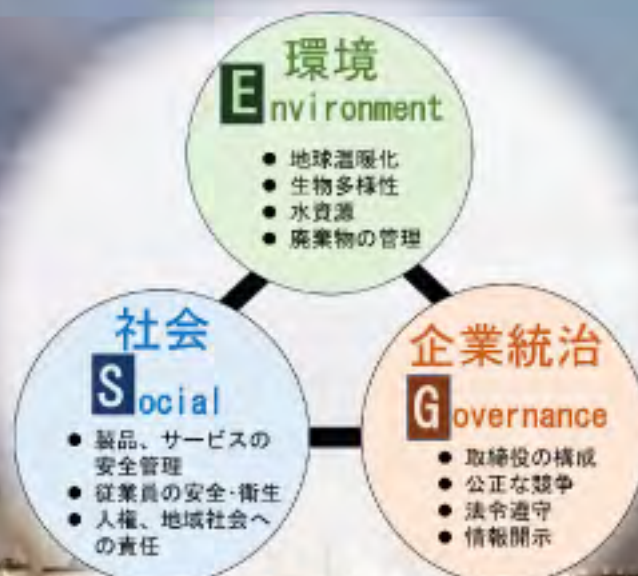 環境
Environment
● 地球温暖化
● 生物多様性
● 水資源
● 廃棄物の管理
社会
Social
● 製品、サービスの
安全管理
● 従業員の安全・衛生
● 人権、地域社会へ
の責任
企業統治
Governance
● 取締役の構成
● 公正な競争
● 法令遵守
● 情報開示